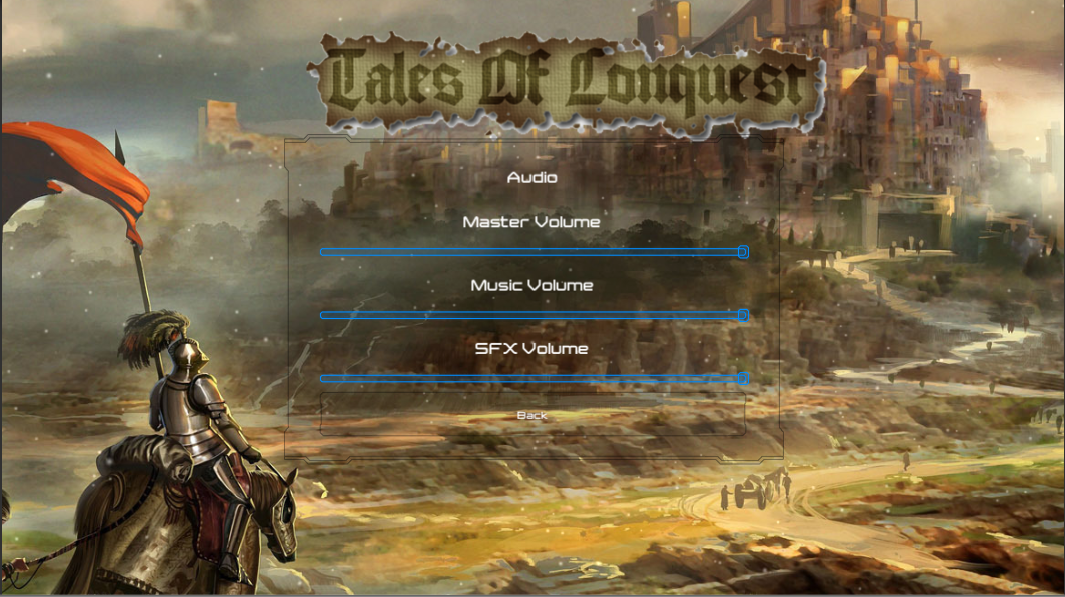 Tales Of Conquest
Audio
Master Volume
Music Volume
SFX Volume
Back